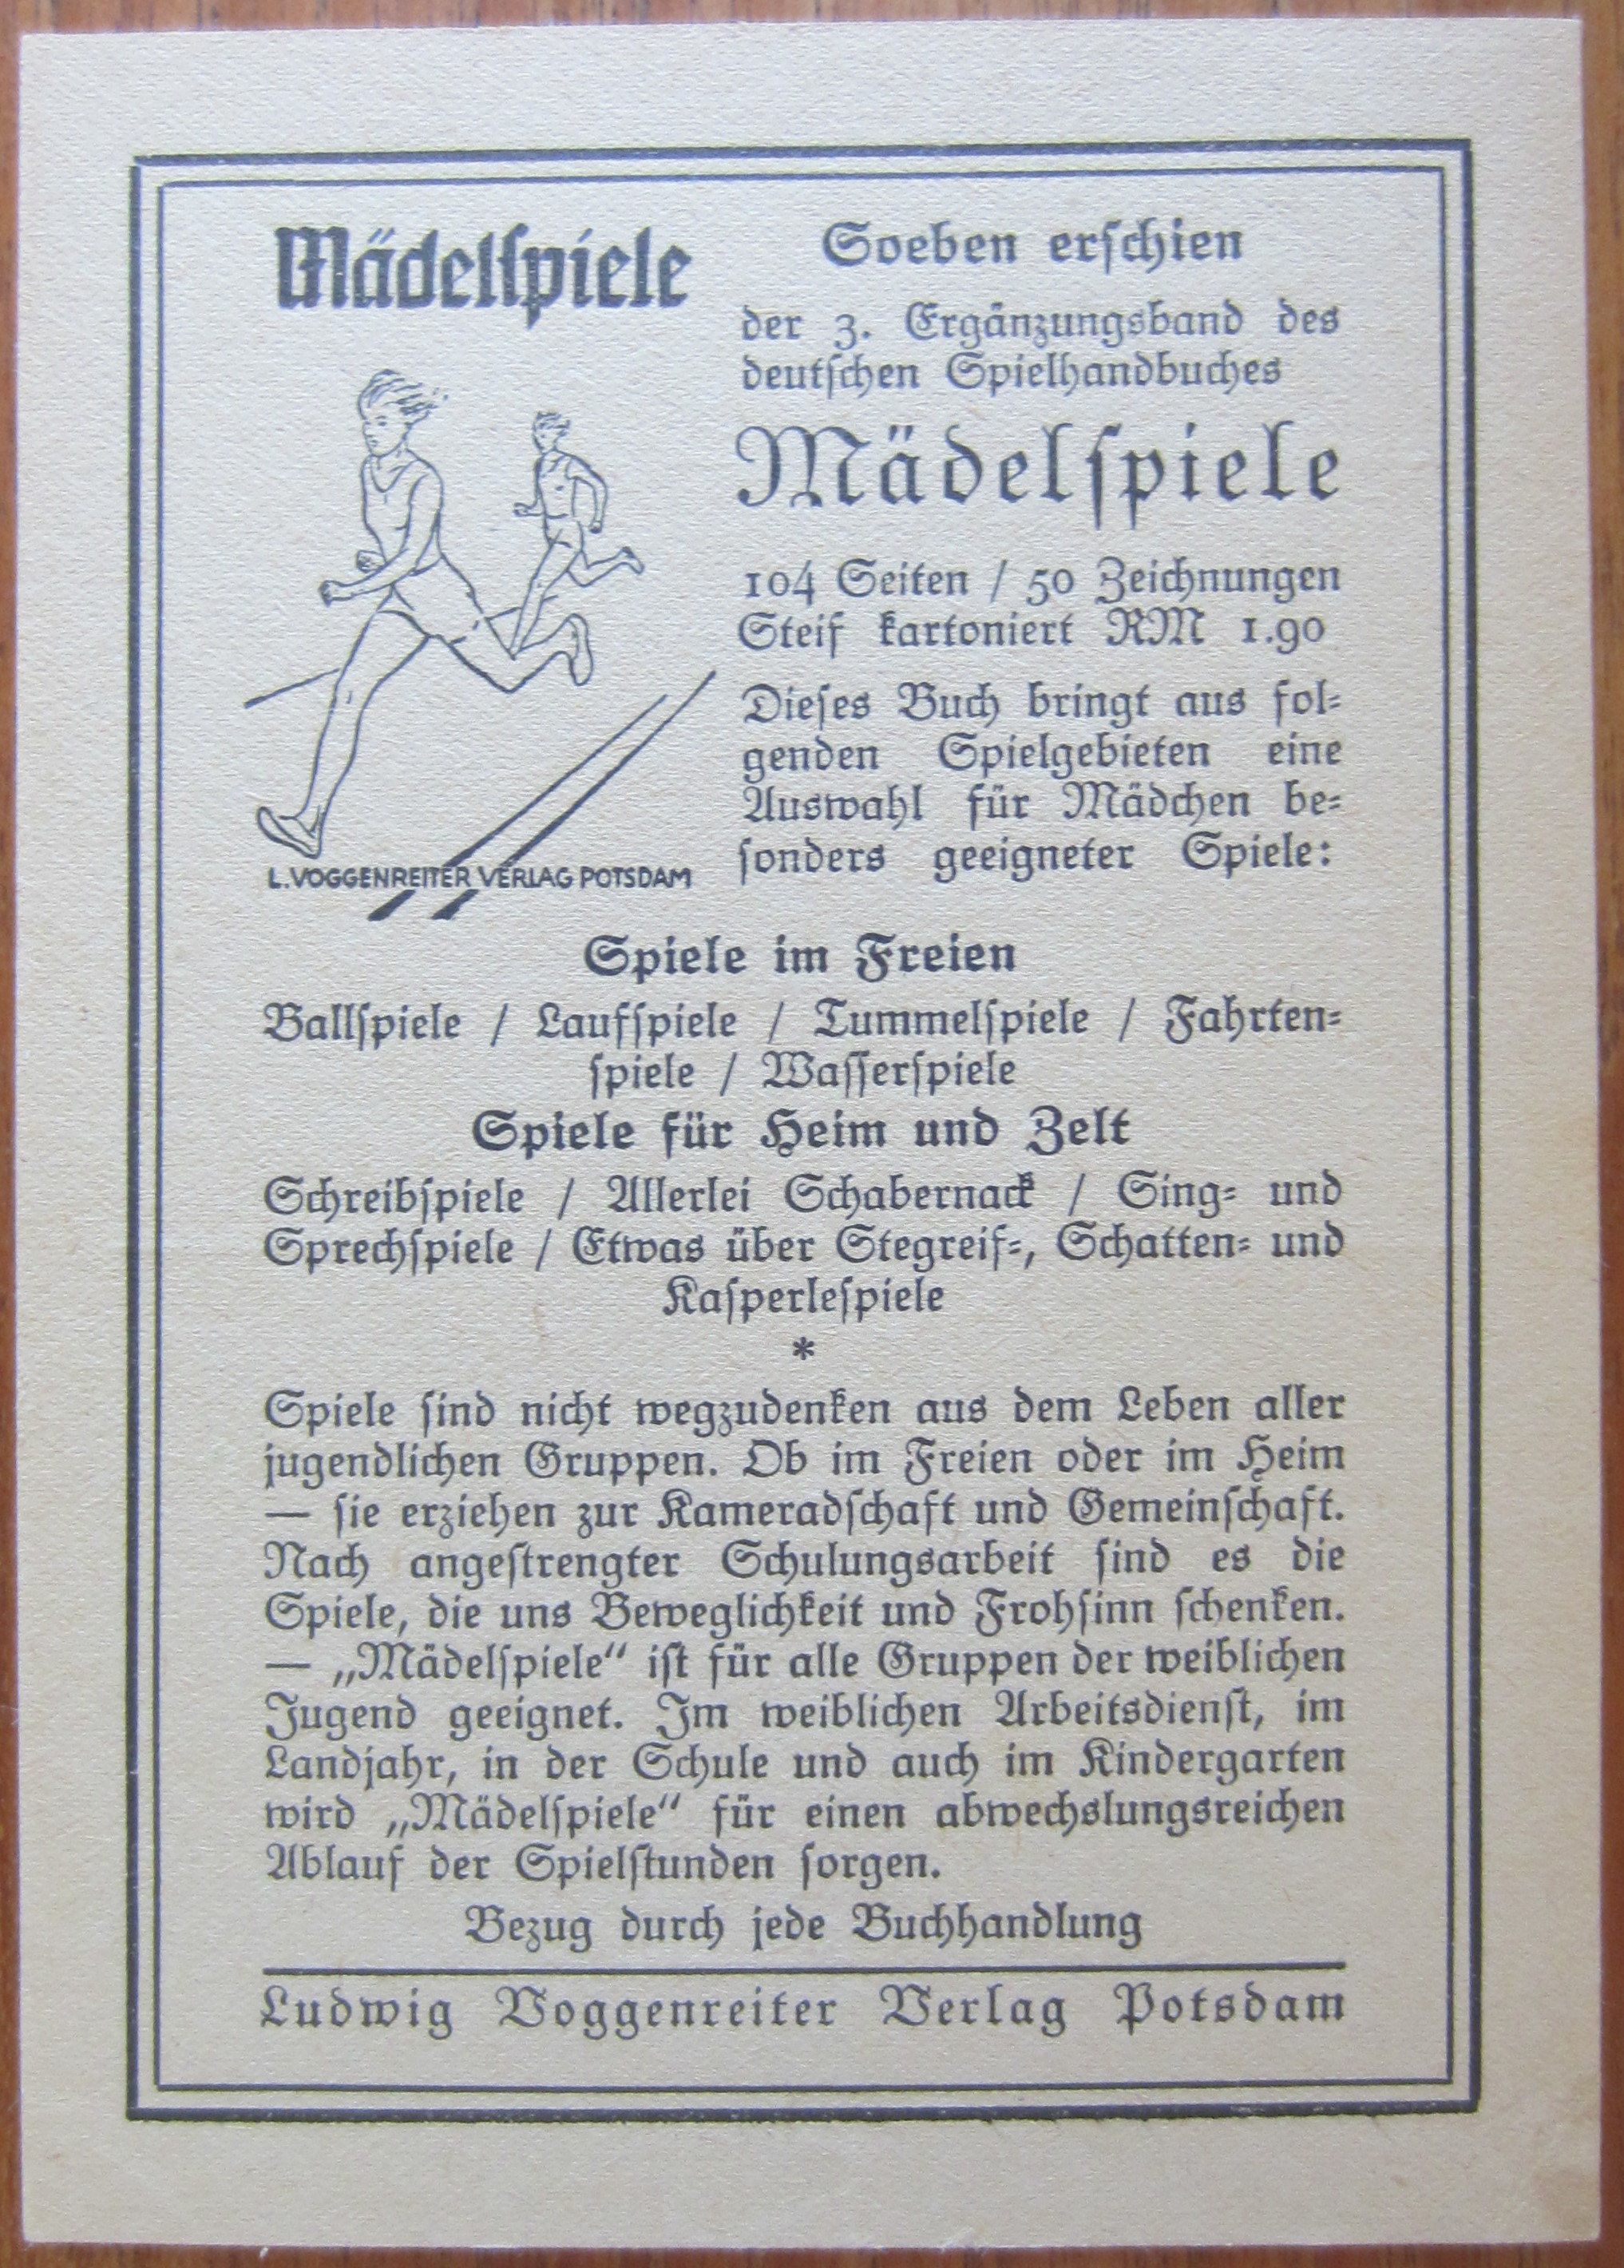 Mädelspiele
L. VOGGENREITER VERLAG POTSDAM
Soeben erschien
der 3. Ergänzungsband des
deutschen Spielhandbuches
Mädelspiele
104 Seiten / 50 Zeichnungen
Steif kartoniert RM 1.90
Dieses Buch bringt aus fol-
genden Spielgebieten eine
Auswahl für Mädchen be-
sonders geeigneter Spiele:
Spiele im Freien
Ballspiele / Laufspiele / Tummelspiele / Fahrten-
spiele / Wasserspiele
Spiele für Heim und Zelt
Schreibspiele / Allerlei Schabernack / Sing- und
Sprechspiele / Etwas über Stegreif-, Schatten- und
Kasperlespiele
*
Spiele sind nicht wegzudenken aus dem Leben aller
jugendlichen Gruppen. Ob im Freien oder im Heim
— sie erziehen zur Kameradschaft und Gemeinschaft.
Nach angestrengter Schulungsarbeit sind es die
Spiele, die uns Beweglichkeit und Frohsinn schenken.
— „Mädelspiele“ ist für alle Gruppen der weiblichen
Jugend geeignet. Im weiblichen Arbeitsdienst, im
Landjahr, in der Schule und auch im Kindergarten
wird „Mädelspiele“ für einen abwechslungsreichen
Ablauf der Spielstunden sorgen.
Bezug durch jede Buchhandlung
Ludwig Voggenreiter Verlag Potsdam